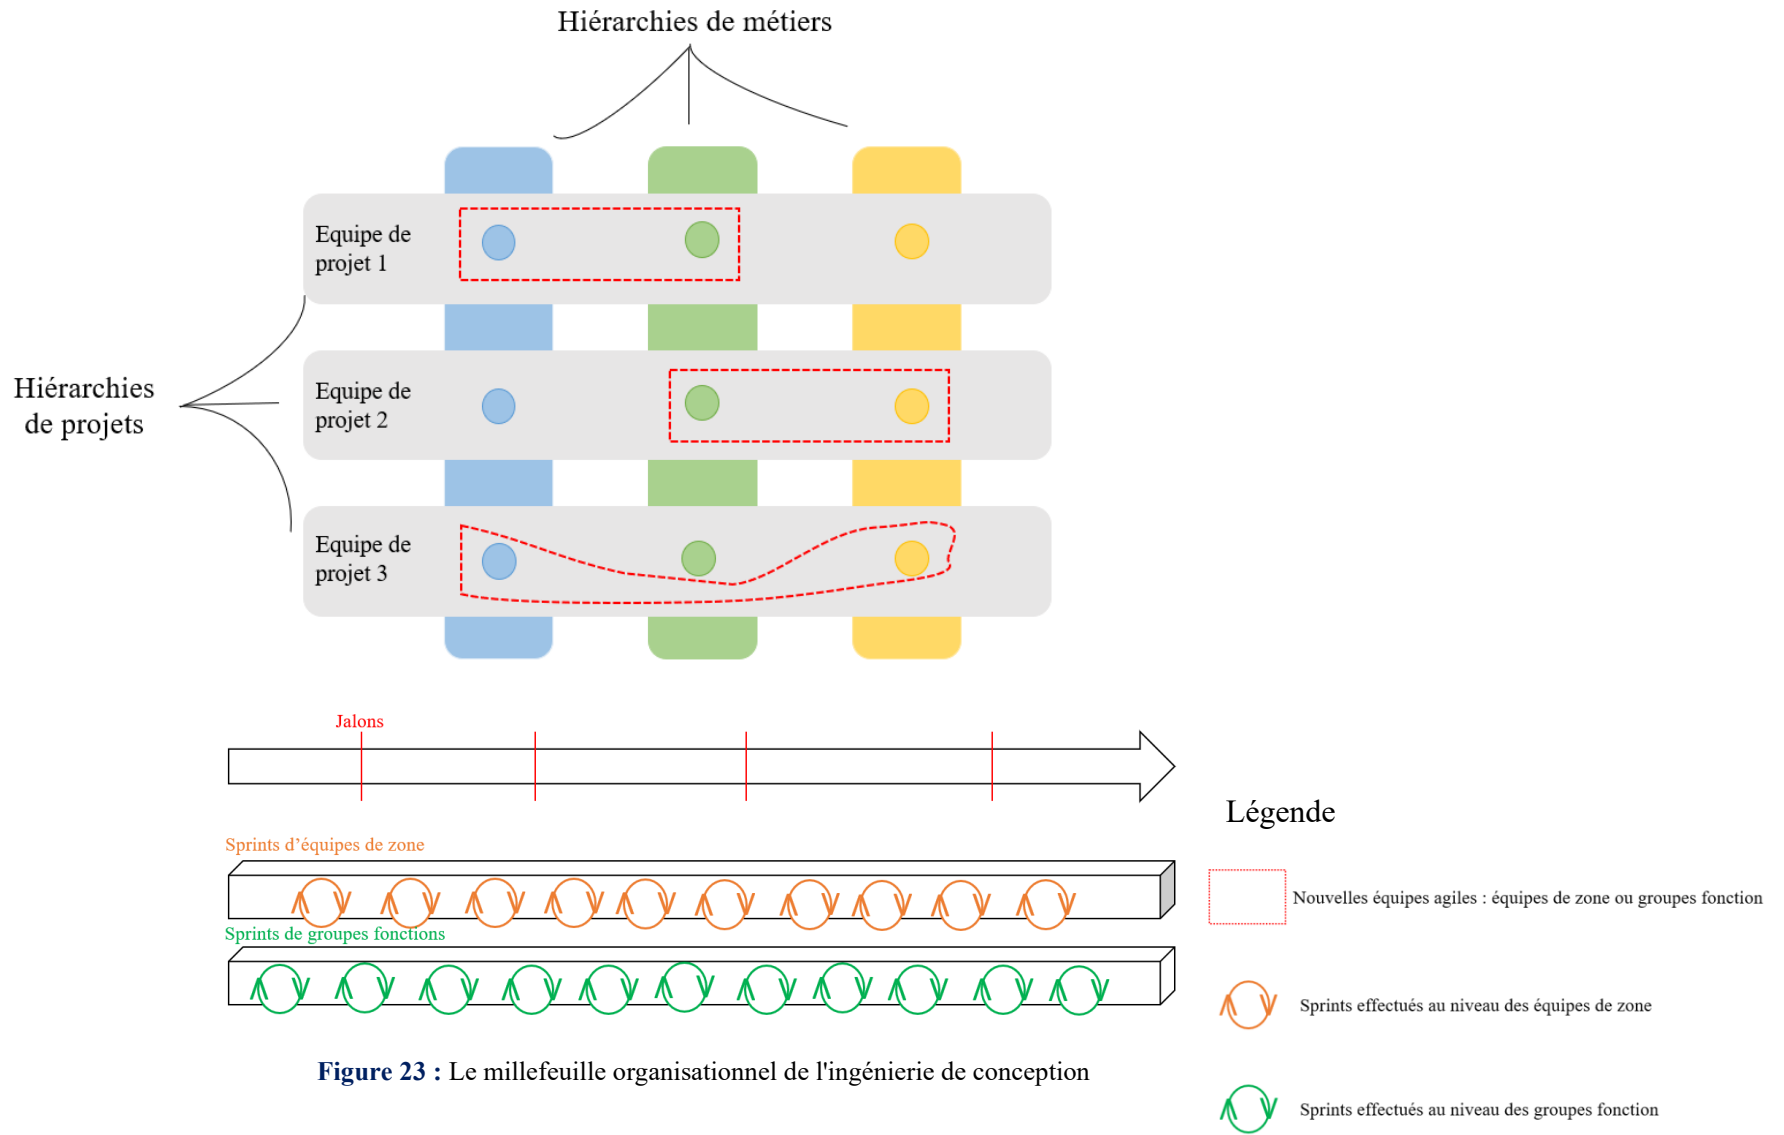 Hiérarchies de métiers
Equipe de
projet 1
Hiérarchies
de projets
Equipe de
projet 2
Equipe de
projet 3
Jalons
Légende
Sprints d’équipes de zone
Nouvelles équipes agiles : équipes de zone ou groupes fonction
Sprints de groupes fonctions
Sprints effectués au niveau des équipes de zone
Figure 23 : Le millefeuille organisationnel de l'ingénierie de conception
Sprints effectués au niveau des groupes fonction